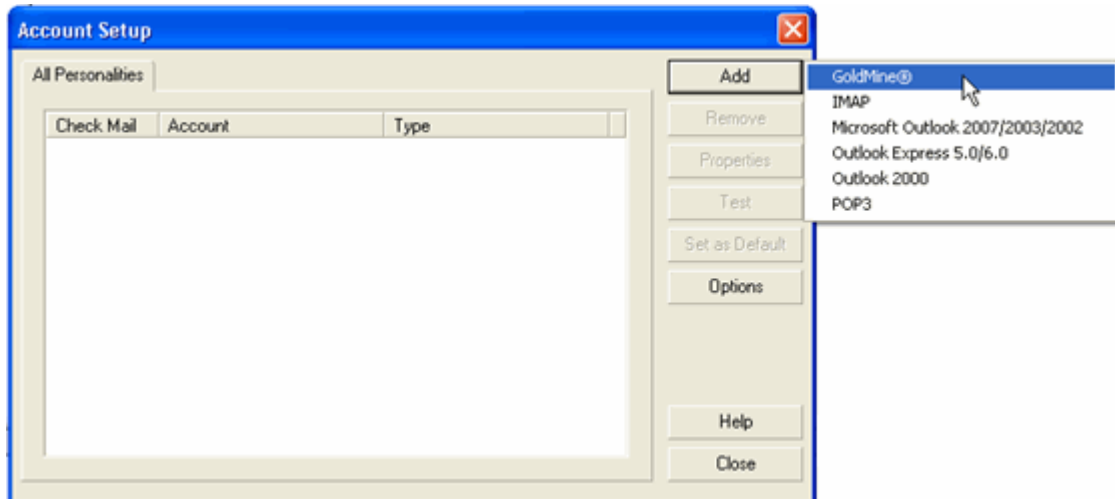 Account Setup
All Personalities
Check Mail Account Type
Add
Remove
Properties
Test
Set as Default
Options
Help
Close
GoldMine®
IMAP
Microsoft Outlook 2007/2003/2002
Outlook Express 5.0/6.0
Outlook 2000
POP3